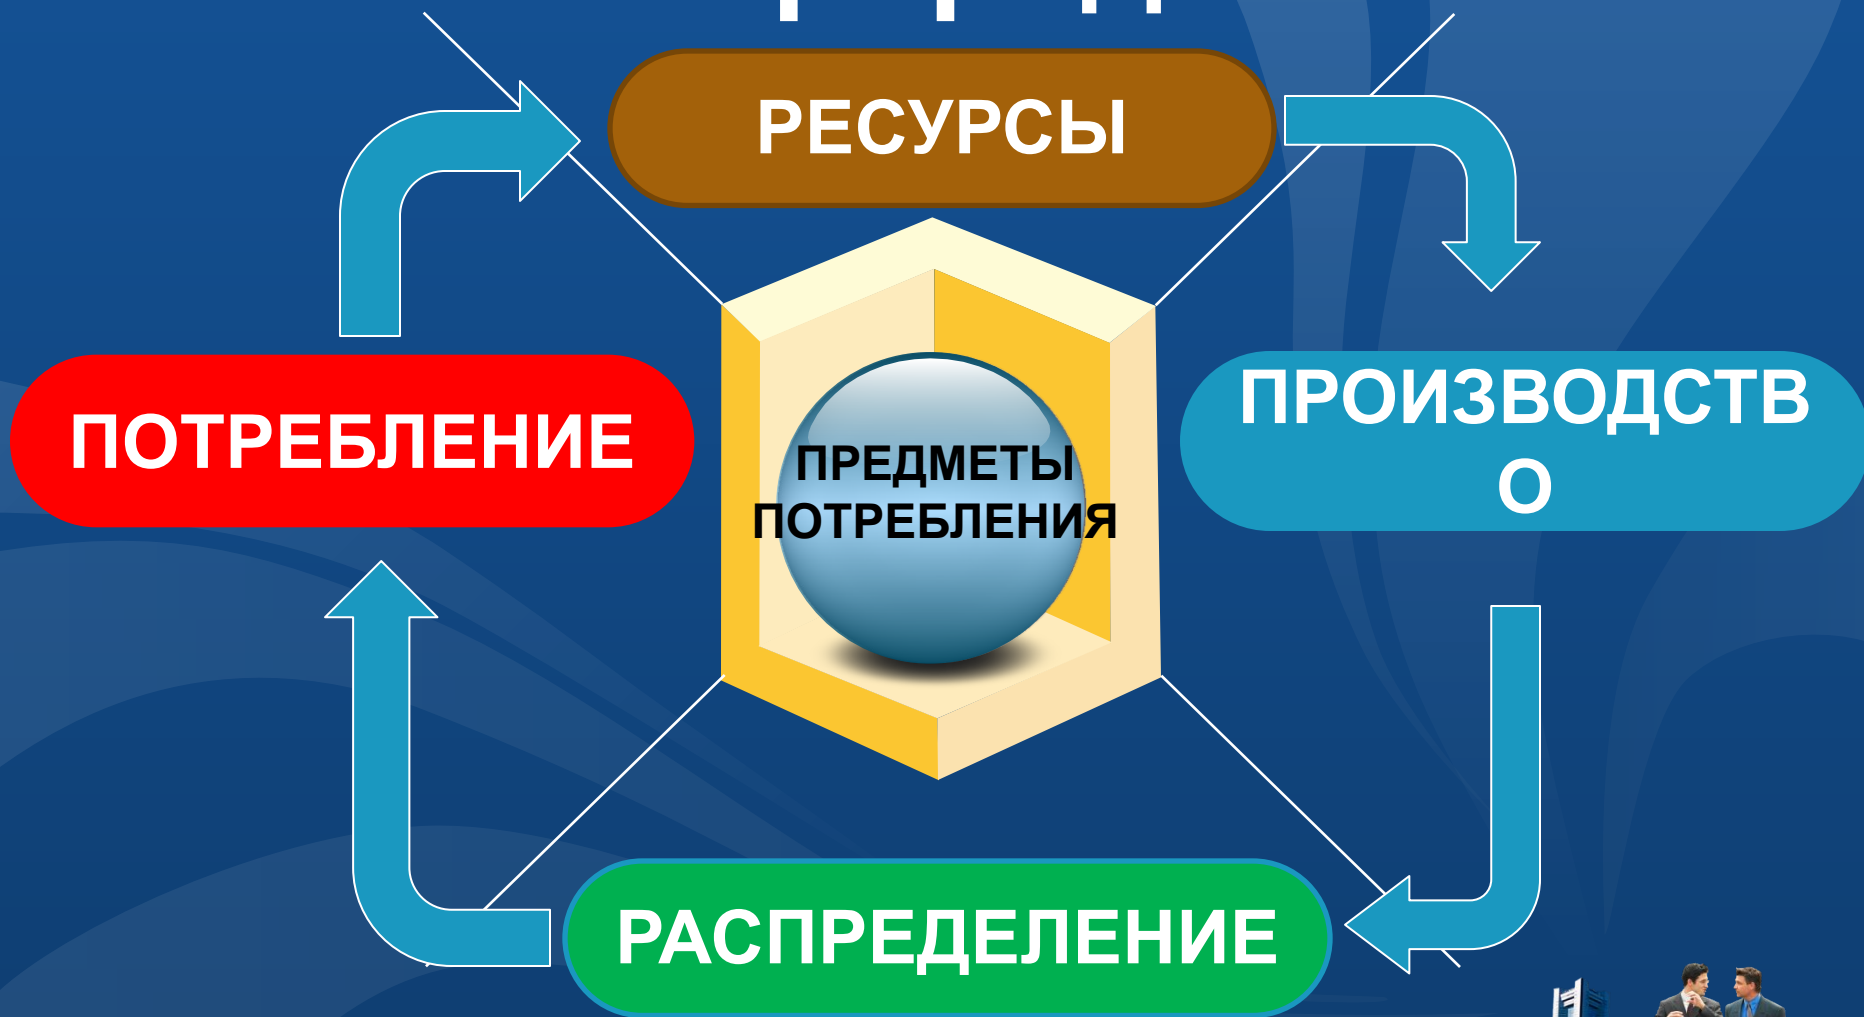 РЕСУРСЫ
ПОТРЕБЛЕНИЕ
ПРЕДМЕТЫ
ПОТРЕБЛЕНИЯ
ПРОИЗВОДСТВ
О
РАСПРЕДЕЛЕНИЕ